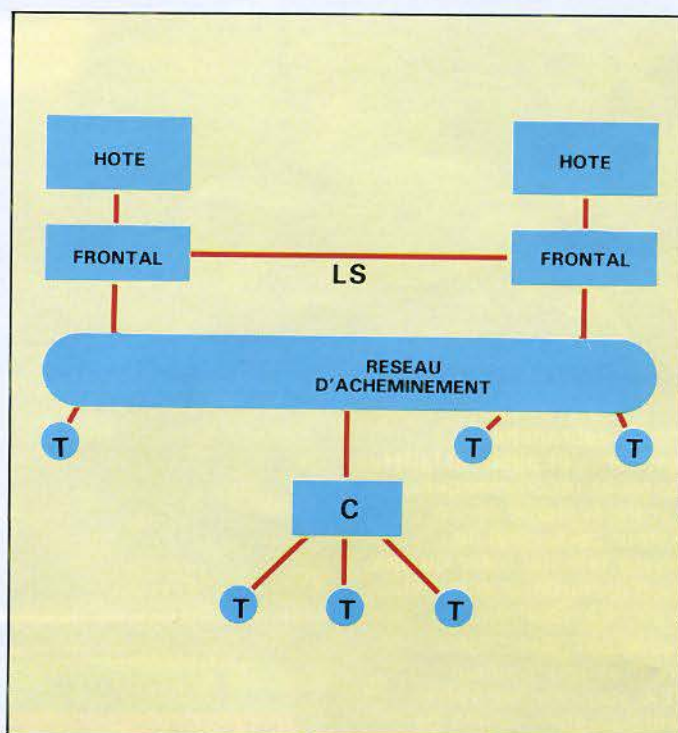 HOTE
HOTE
FRONTAL
FRONTAL
LS
RESEAU
D'ACHEMINEMENT
T
T
T
C
T
T
T